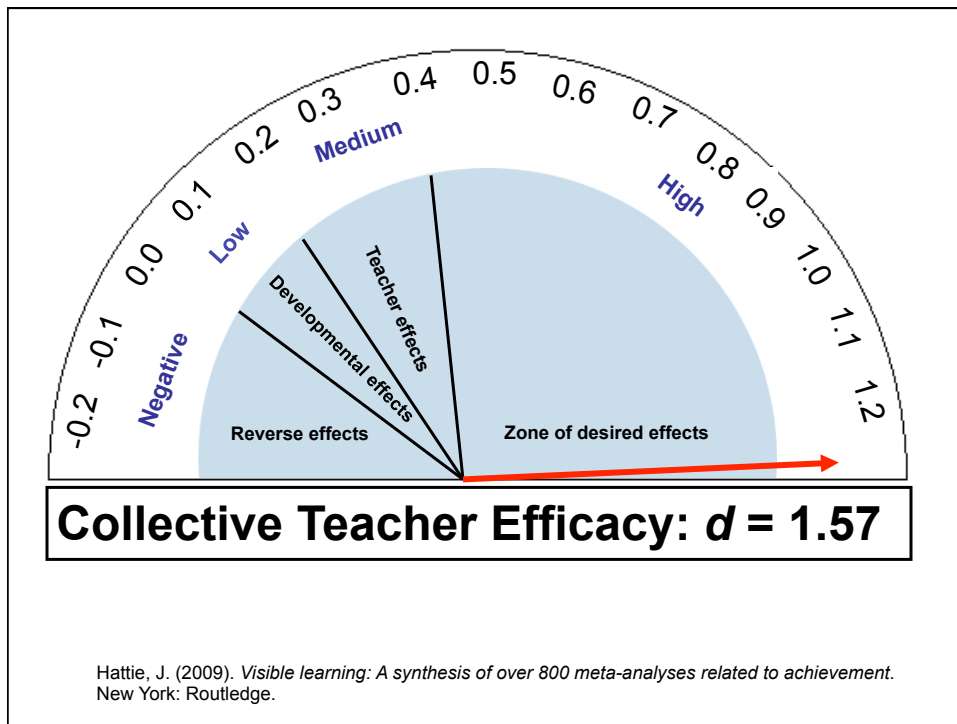 -0.2
-0.1
0.0
0.1
0.2
0.3
0.4
0.5
0.6
0.7
0.8
0.9
1.0
1.1
1.2
Negative
Low
Medium
High
Reverse effects
Developmental effects
Teacher effects
Zone of desired effects
Collective Teacher Efficacy: d = 1.57
Hattie, J. (2009). Visible learning: A synthesis of over 800 meta-analyses related to achievement.
New York: Routledge.